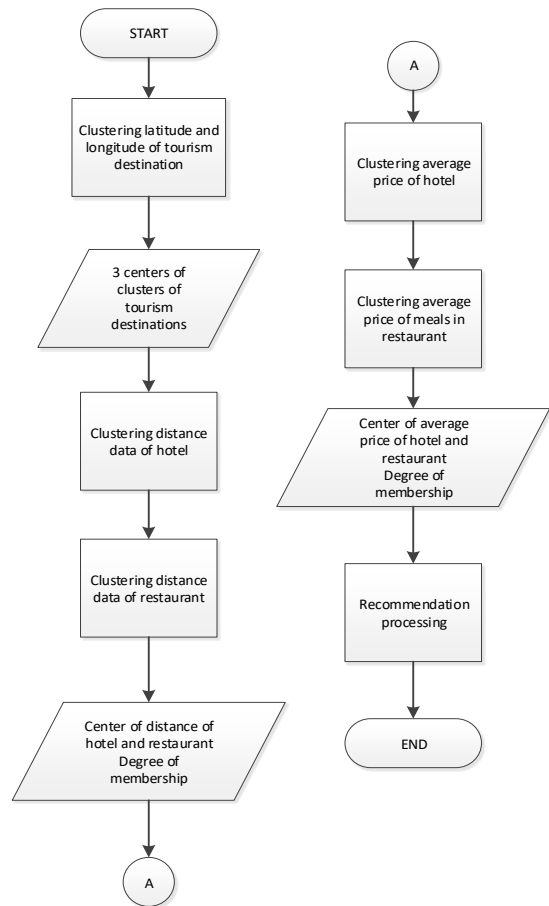 START
Clustering latitude and
longitude of tourism
destination
3 centers of
clusters of
tourism
destinations
Clustering distance
data of hotel
Clustering distance
data of restaurant
Center of distance of
hotel and restaurant
Degree of
membership
A
A
Clustering average
price of hotel
Clustering average
price of meals in
restaurant
Center of average
price of hotel and
restaurant
Degree of
membership
Recommendation
processing
END